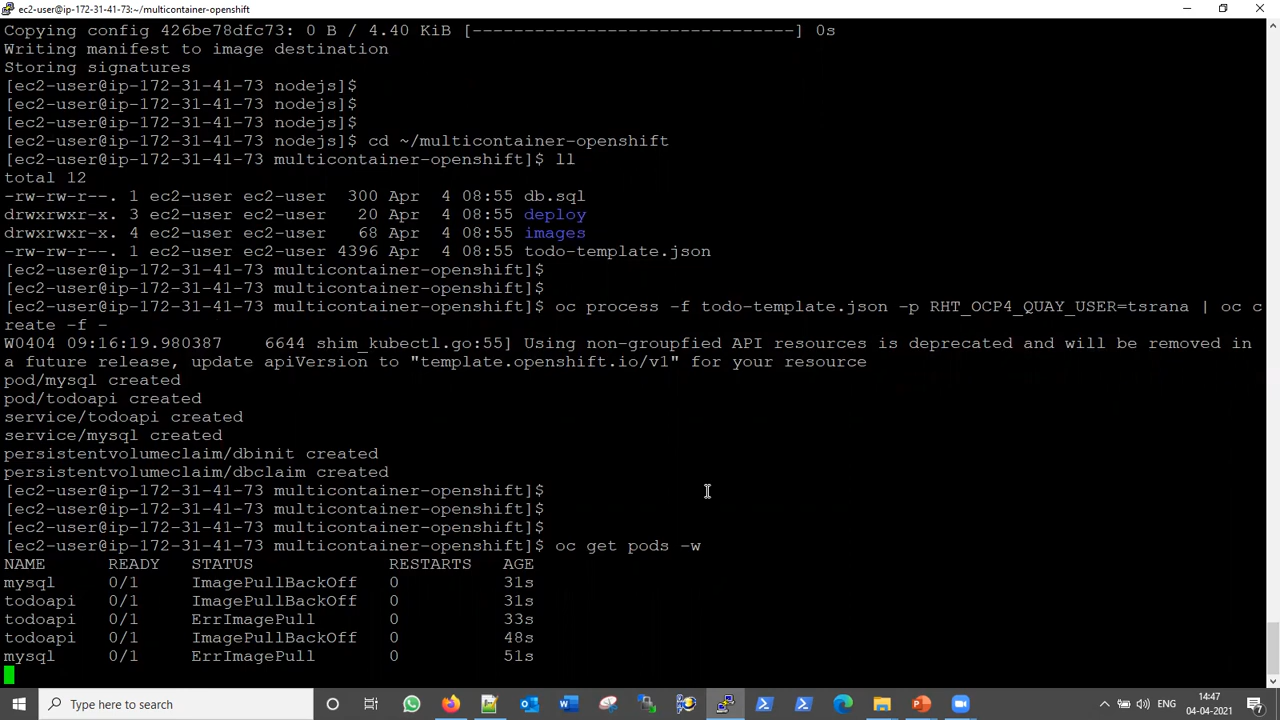 ec2-user@ip-172-31-41-73:~/multicontainer-openshift
Copying config 426be78dfc73: 0 B / 4.40 KiB [-------------------------------] 0s
Writing manifest to image destination
Storing signatures
[ec2-user@ip-172-31-41-73 nodejs]$
[ec2-user@ip-172-31-41-73 nodejs]$
[ec2-user@ip-172-31-41-73 nodejs]$
[ec2-user@ip-172-31-41-73 nodejs]$ cd ~/multicontainer-openshift
[ec2-user@ip-172-31-41-73 multicontainer-openshift]$ ll
total 12
-rw-rw-r--. 1 ec2-user ec2-user  300 Apr  4 08:55 db.sql
drwxrwxr-x. 3 ec2-user ec2-user   20 Apr  4 08:55 deploy
drwxrwxr-x. 4 ec2-user ec2-user   68 Apr  4 08:55 images
-rw-rw-r--. 1 ec2-user ec2-user 4396 Apr  4 08:55 todo-template.json
[ec2-user@ip-172-31-41-73 multicontainer-openshift]$
[ec2-user@ip-172-31-41-73 multicontainer-openshift]$
[ec2-user@ip-172-31-41-73 multicontainer-openshift]$ oc process -f todo-template.json -p RHT_OCP4_QUAY_USER=tsrana | oc c
reate -f -
W0404 09:16:19.980387    6644 shim_kubectl.go:55] Using non-groupfied API resources is deprecated and will be removed in
a future release, update apiVersion to "template.openshift.io/v1" for your resource
pod/mysql created
pod/todoapi created
service/todoapi created
service/mysql created
persistentvolumeclaim/dbinit created
persistentvolumeclaim/dbclaim created
[ec2-user@ip-172-31-41-73 multicontainer-openshift]$
[ec2-user@ip-172-31-41-73 multicontainer-openshift]$
[ec2-user@ip-172-31-41-73 multicontainer-openshift]$
[ec2-user@ip-172-31-41-73 multicontainer-openshift]$ oc get pods -w
NAME      READY   STATUS             RESTARTS   AGE
mysql     0/1     ImagePullBackOff   0          31s
todoapi   0/1     ImagePullBackOff   0          31s
todoapi   0/1     ErrImagePull       0          33s
todoapi   0/1     ImagePullBackOff   0          48s
mysql     0/1     ErrImagePull       0          51s
Type here to search
ENG
14:47
04-04-2021
7